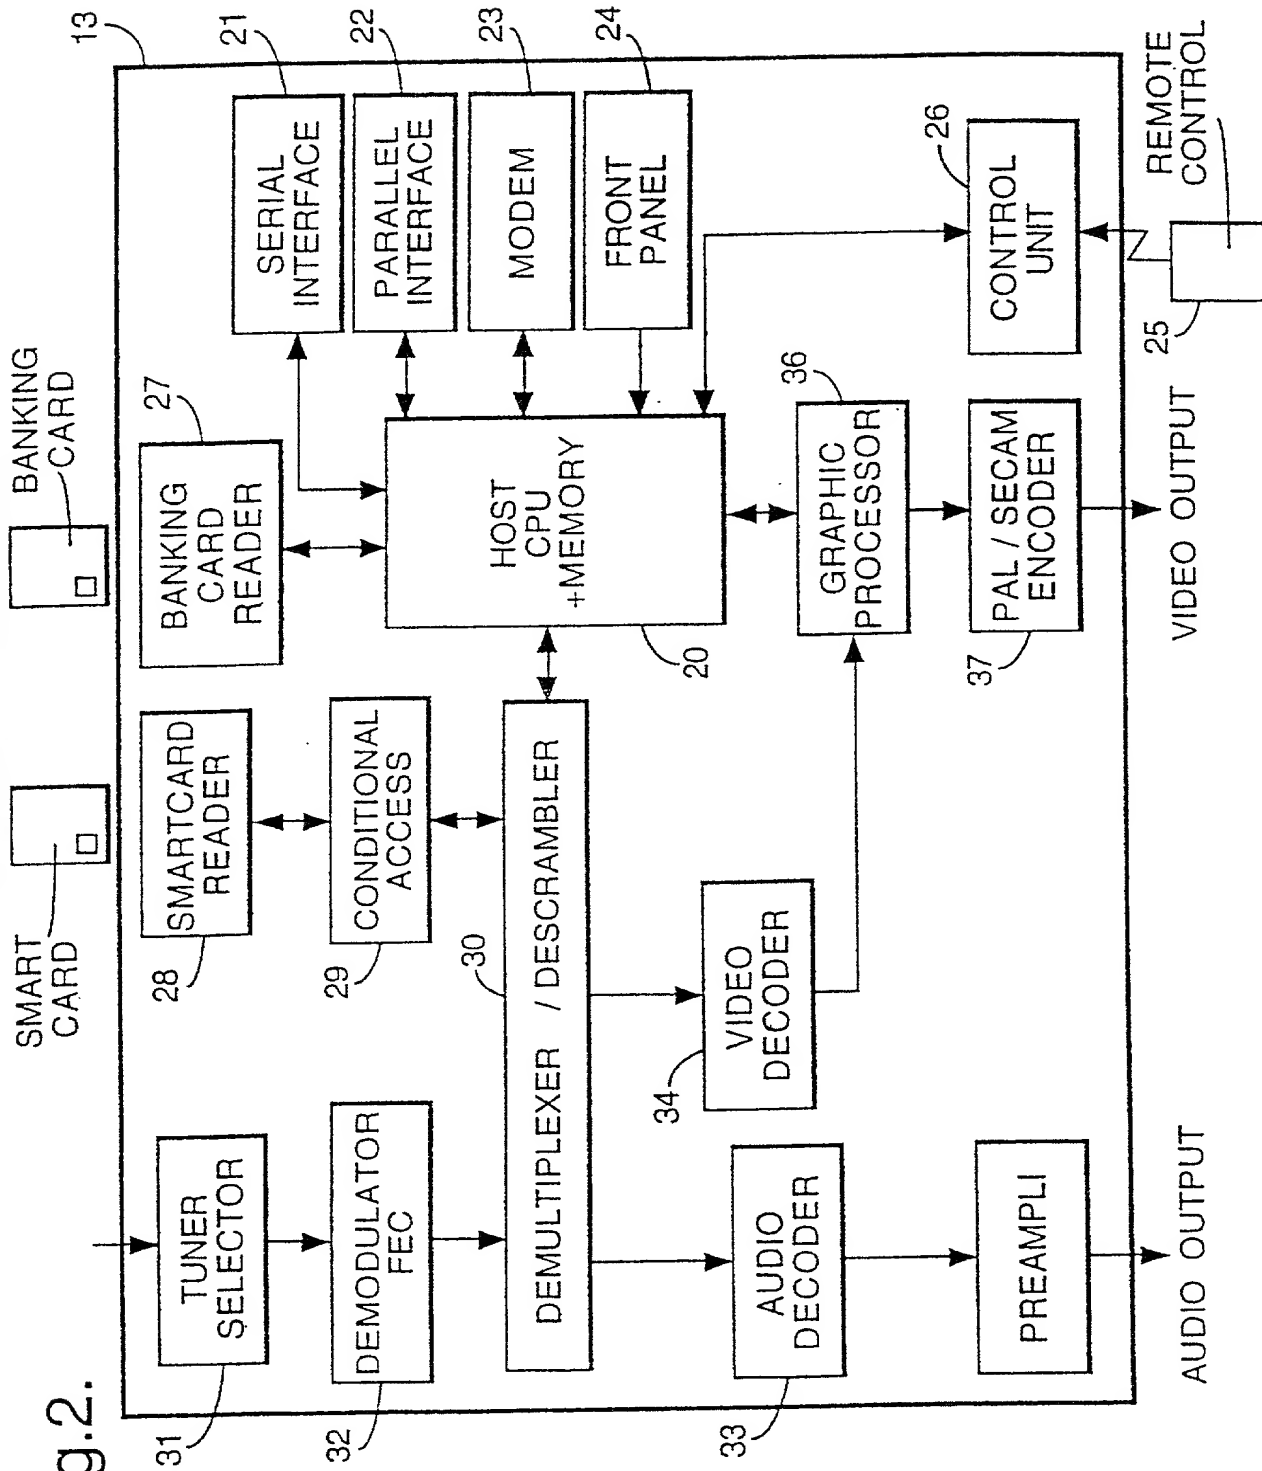 g.2.
SMART
CARD
BANKING
CARD
13
31
28
27
21
TUNER
SELECTOR
SMARTCARD
READER
BANKING
CARD
READER
SERIAL
INTERFACE
32
29
22
DEMODULATOR
FEC
CONDITIONAL
ACCESS
PARALLEL
INTERFACE
30
23
DEMULTIPLEXER / DESCRAMBLER
HOST
CPU
+MEMORY
MODEM
24
FRONT
PANEL
20
34
33
VIDEO
DECODER
AUDIO
DECODER
36
GRAPHIC
PROCESSOR
26
37
PREAMPLI
PAL / SECAM
ENCODER
CONTROL
UNIT
25
REMOTE
CONTROL
AUDIO OUTPUT
VIDEO OUTPUT